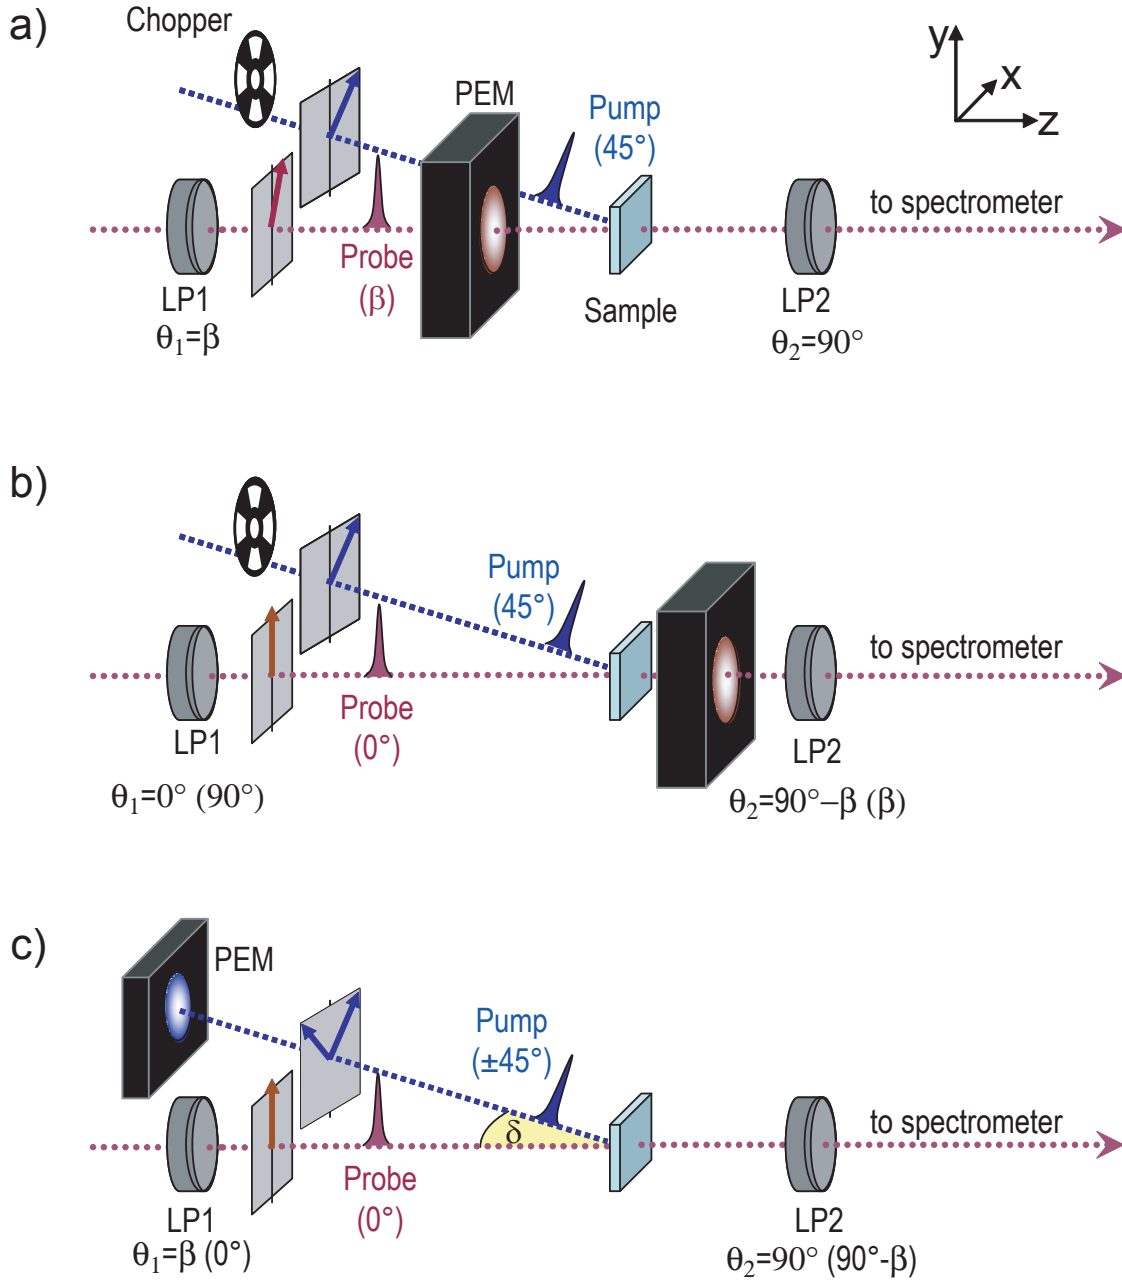 a)
Chopper
PEM
Pump
(45°)
y
x
z
to spectrometer
Probe
(β)
LP1
θ₁=β
Sample
LP2
θ₂=90°
b)
Pump
(45°)
to spectrometer
Probe
(0°)
LP1
θ₁=0° (90°)
LP2
θ₂=90°−β (β)
c)
PEM
Pump
(±45°)
δ
to spectrometer
Probe
(0°)
LP1
θ₁=β (0°)
LP2
θ₂=90° (90°-β)